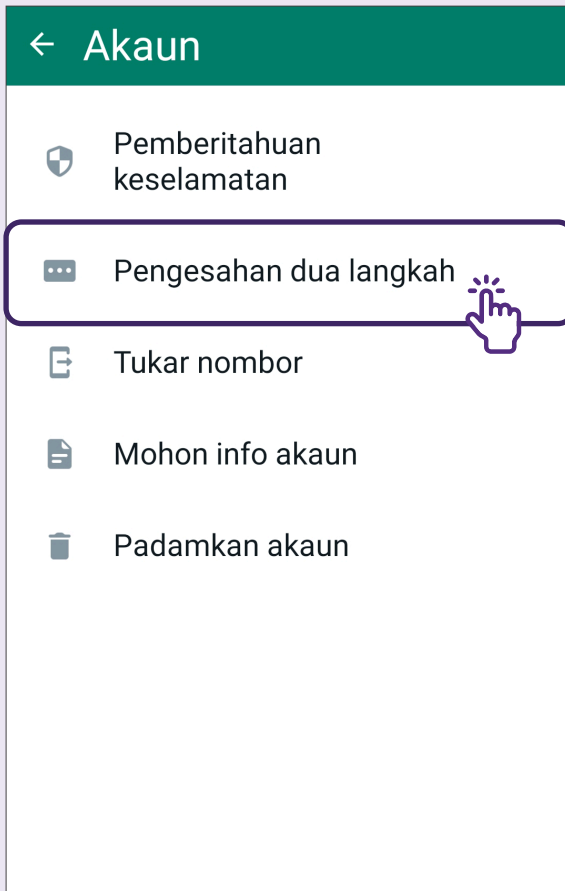 Akaun
Pemberitahuan
keselamatan
Pengesahan dua langkah
Tukar nombor
Mohon info akaun
Padamkan akaun